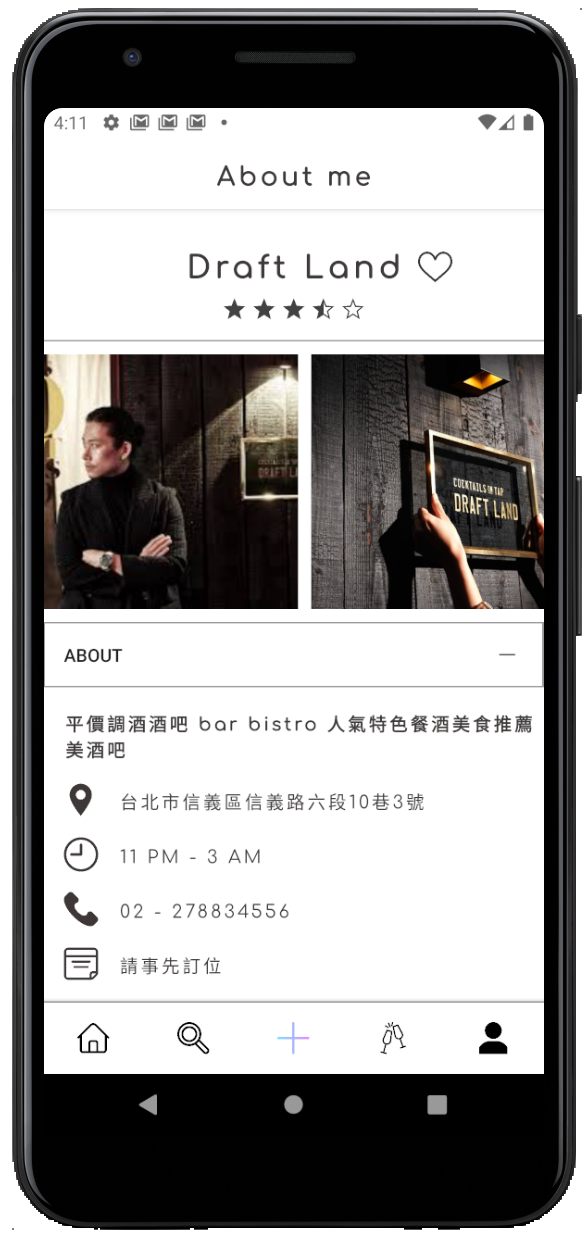 4:11
About me
Draft Land
DRAFT LAND
COCKTAILS ON TAP
DRAFT LAND
ABOUT
平價調酒酒吧 bar bistro 人氣特色餐酒美食推薦
美酒吧
台北市信義區信義路六段10巷3號
11 PM - 3 AM
02 - 278834556
請事先訂位